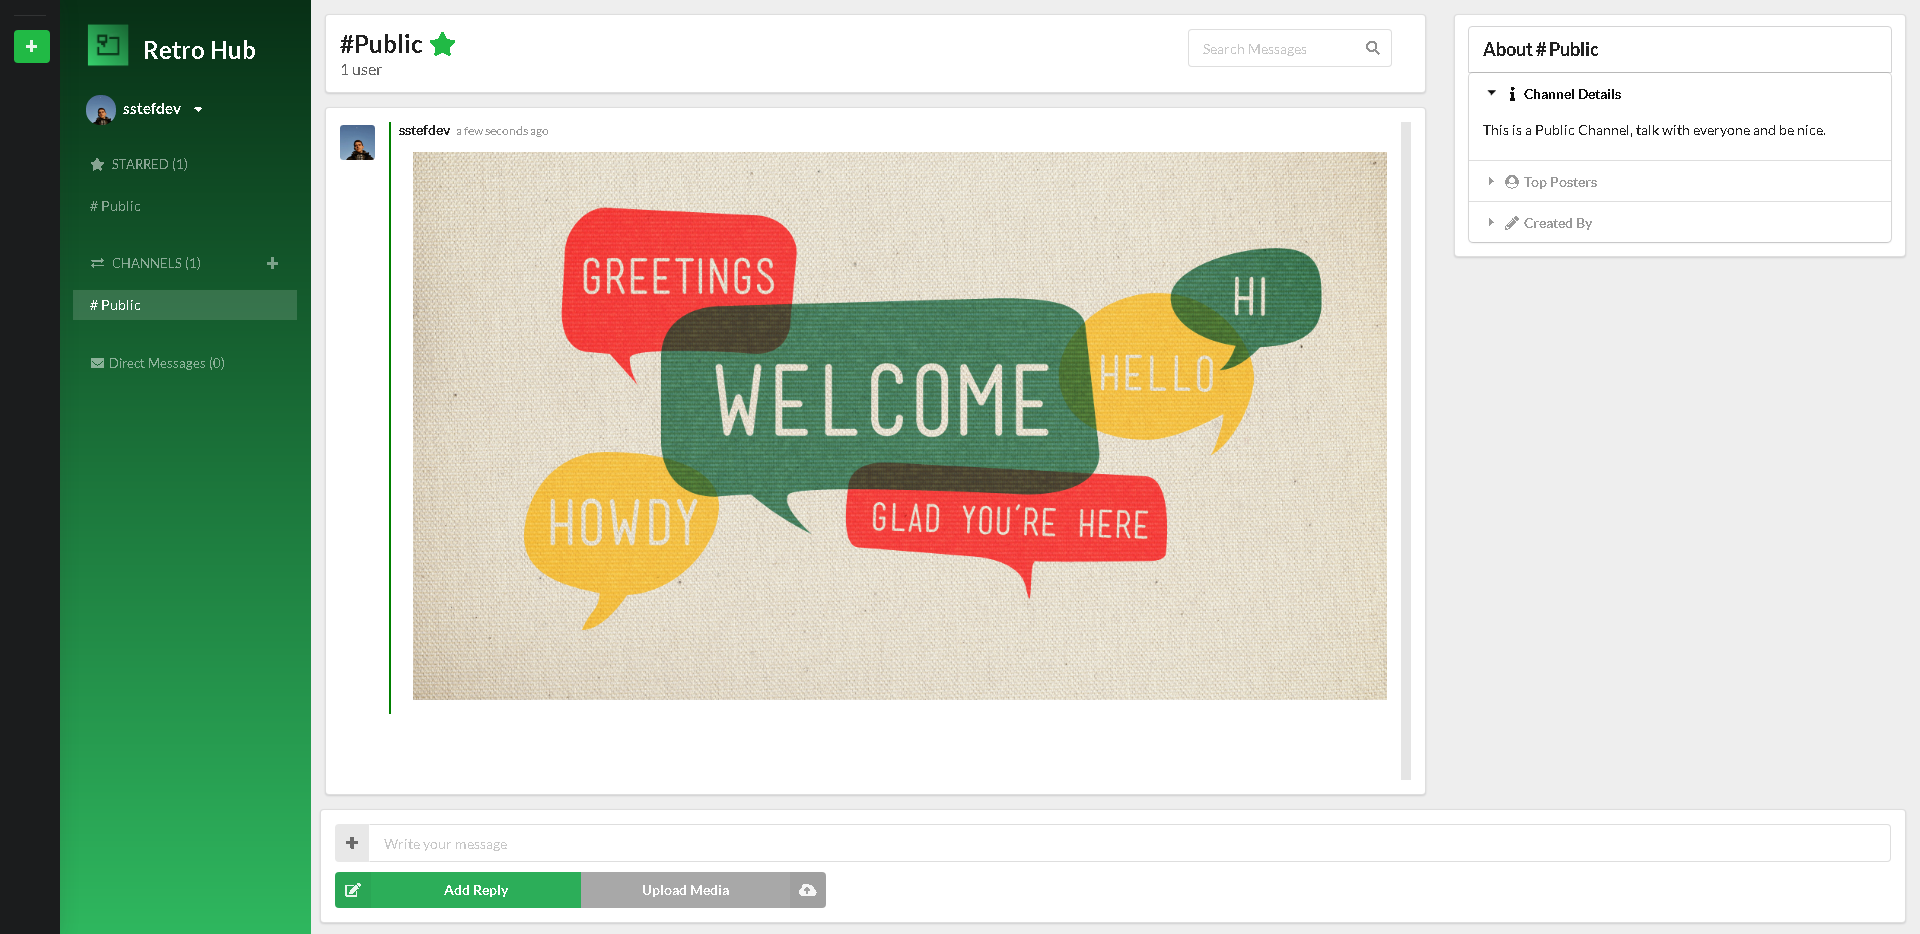 Retro Hub
sstefdev
STARRED (1)
# Public
CHANNELS (1)
# Public
Direct Messages (0)
#Public
1 user
Search Messages
sstefdev a few seconds ago
GREETINGS
HI
HELLO
WELCOME
HOWDY
GLAD YOU'RE HERE
Write your message
Add Reply
Upload Media
About # Public
Channel Details
This is a Public Channel, talk with everyone and be nice.
Top Posters
Created By